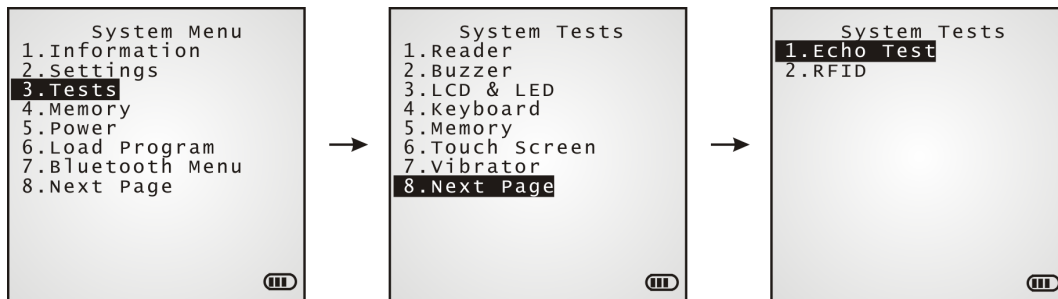 System Menu
1.Information
2.Settings
3.Tests
4.Memory
5.Power
6.Load Program
7.Bluetooth Menu
8.Next Page
System Tests
1.Reader
2.Buzzer
3.LCD & LED
4.Keyboard
5.Memory
6.Touch Screen
7.Vibrator
8.Next Page
System Tests
1.Echo Test
2.RFID